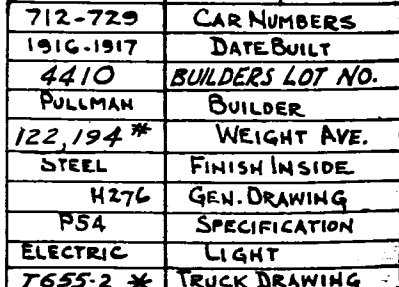 712-729 CAR NUMBERS
1916-1917 DATE BUILT
4410 BUILDERS LOT NO.
PULLMAN BUILDER
122,194# WEIGHT AVE.
STEEL FINISH INSIDE
H276 GEN. DRAWING
P54 SPECIFICATION
ELECTRIC LIGHT
T655-2 * TRUCK DRAWING